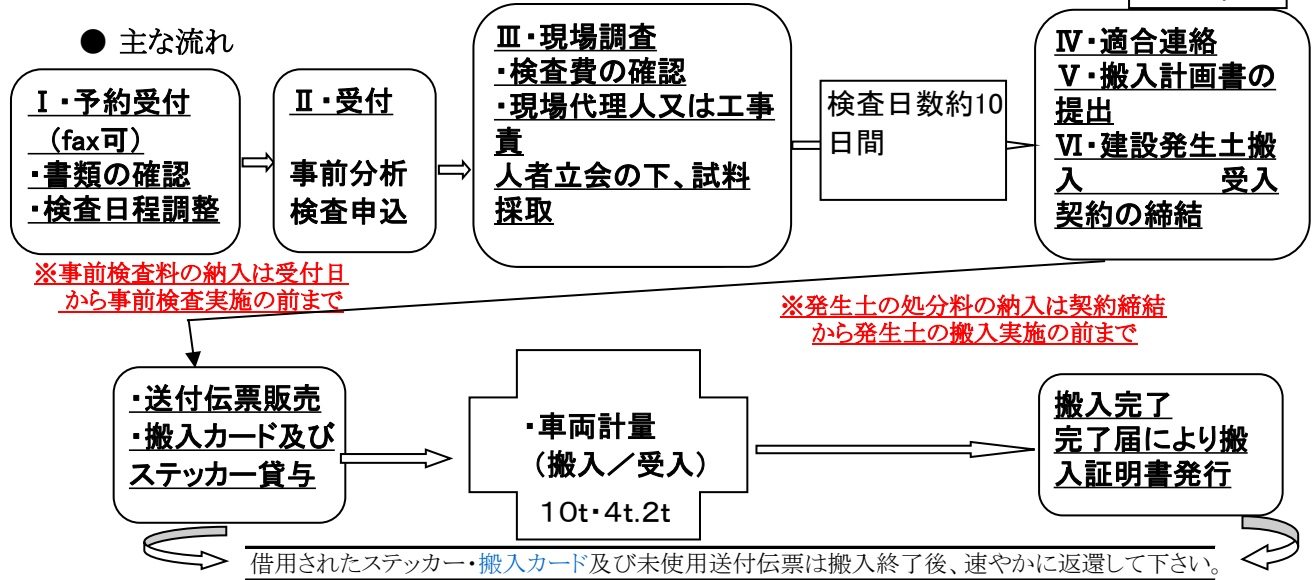 ● 主な流れ
Ⅰ・予約受付
（fax可）
・書類の確認
・検査日程調整
Ⅱ・受付
事前分析
検査申込
Ⅲ・現場調査
・検査費の確認
・現場代理人又は工事
責
人者立会の下、試料
採取
検査日数約10
日間
Ⅳ・適合連絡
Ⅴ・搬入計画書の
提出
Ⅵ・建設発生土搬
入　　　　　受入
契約の締結
※事前検査料の納入は受付日
から事前検査実施の前まで
※発生土の処分料の納入は契約締結
から発生土の搬入実施の前まで
・送付伝票販売
・搬入カード及び
ステッカー貸与
・車両計量
（搬入／受入）
10t・4t.2t
搬入完了
完了届により搬
入証明書発行
借用されたステッカー・搬入カード及び未使用送付伝票は搬入終了後、速やかに返還して下さい。